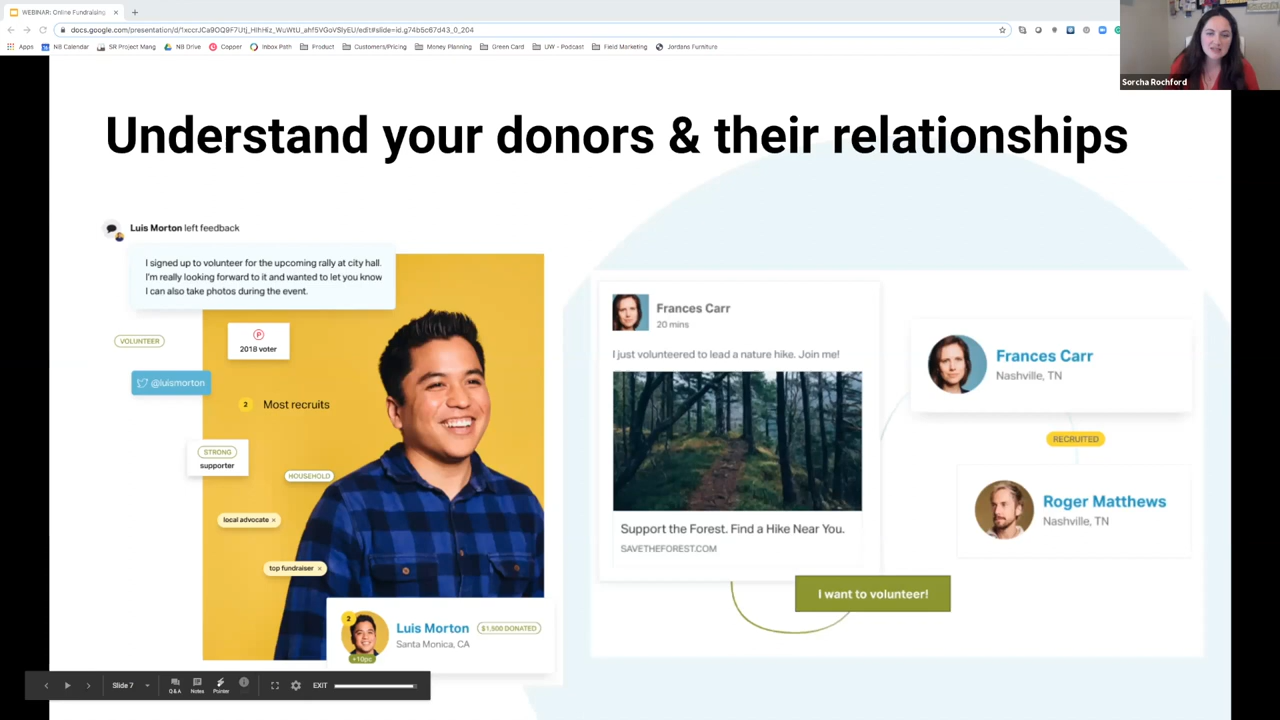 WEBINAR: Online Fundraising
docs.google.com/presentation/d/
Apps
NB Calendar
SR Project Mang
NB Drive
Copper
Inbox Path
Product
Customers/Pricing
Money Planning
Green Card
UW - Podcast
Field Marketing
Jordans Furniture
Sorcha Rochford
Understand your donors & their relationships
Luis Morton left feedback
I signed up to volunteer for the upcoming rally at city hall.
I'm really looking forward to it and wanted to let you know
I can also take photos during the event.
VOLUNTEER
P
2018 voter
@luismorton
2 Most recruits
STRONG
supporter
HOUSEHOLD
local advocate ×
top fundraiser ×
2
Luis Morton
$1,500 DONATED
Santa Monica, CA
+10pc
Frances Carr
20 mins
I just volunteered to lead a nature hike. Join me!
Support the Forest. Find a Hike Near You.
SAVETHEFOREST.COM
I want to volunteer!
Frances Carr
Nashville, TN
RECRUITED
Roger Matthews
Nashville, TN
Slide 7
Q&A
Notes
Pointer
EXIT